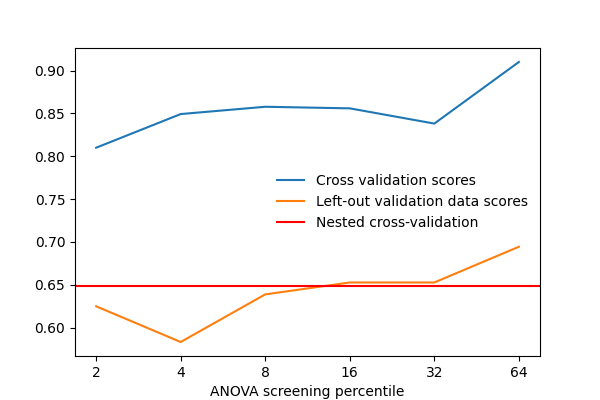 0.90
0.85
0.80
0.75
0.70
0.65
0.60
Cross validation scores
Left-out validation data scores
Nested cross-validation
2 4 8 16 32 64
ANOVA screening percentile